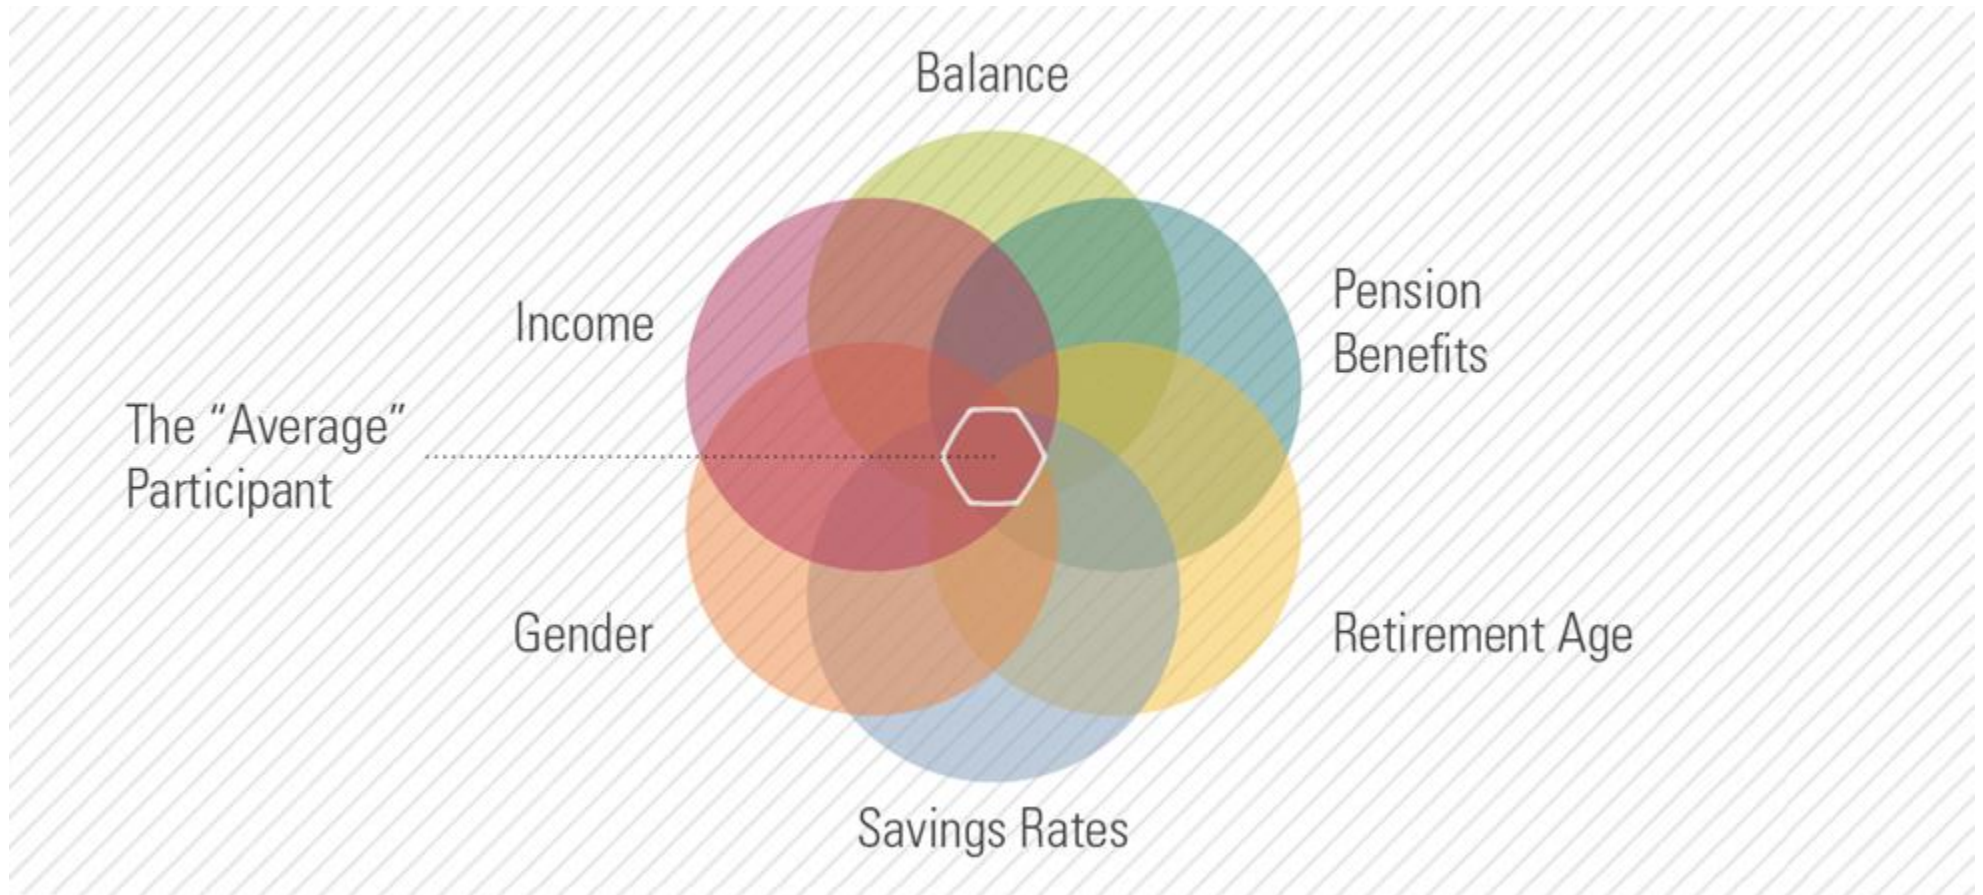 Balance
Pension
Benefits
Income
The “Average”
Participant
Gender
Retirement Age
Savings Rates